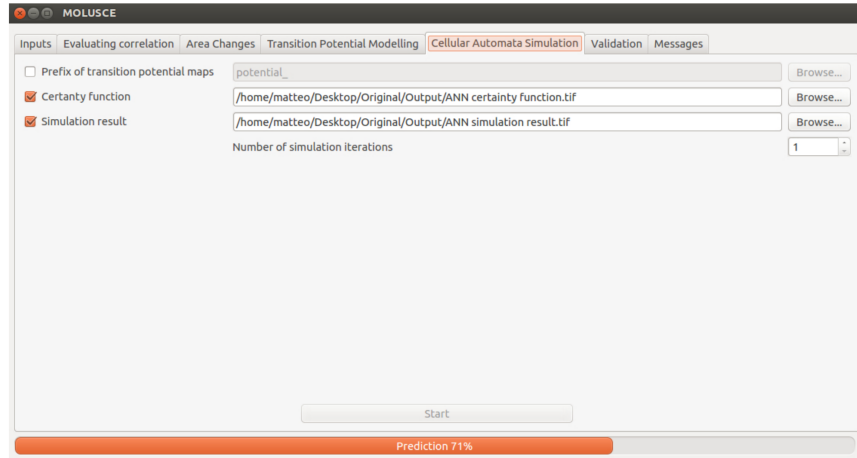 MOLUSCE
Inputs Evaluating correlation Area Changes Transition Potential Modelling Cellular Automata Simulation Validation Messages
Prefix of transition potential maps potential_ Browse...
Certanty function /home/matteo/Desktop/Original/Output/ANN certainty function.tif Browse...
Simulation result /home/matteo/Desktop/Original/Output/ANN simulation result.tif Browse...
Number of simulation iterations 1
Start
Prediction 71%